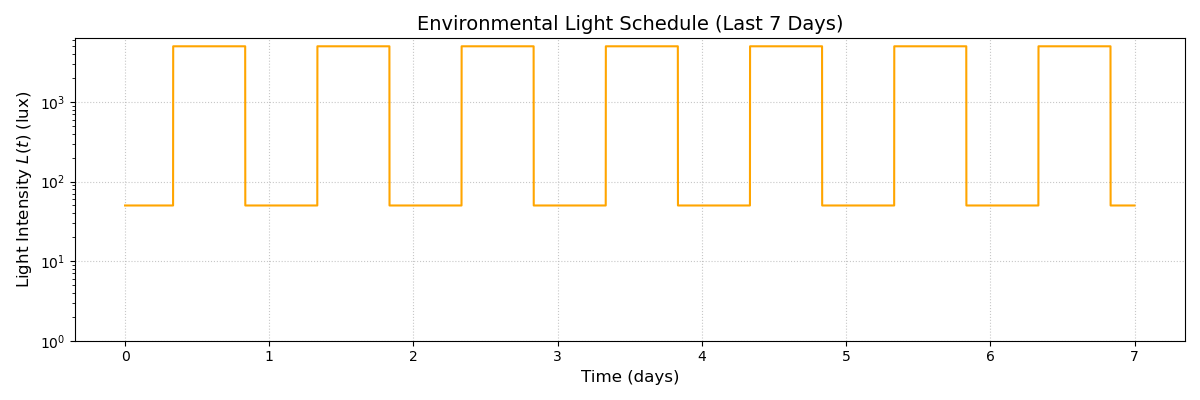 Environmental Light Schedule (Last 7 Days)
Light Intensity L(t) (lux)
10³
10²
10¹
10⁰
0 1 2 3 4 5 6 7
Time (days)